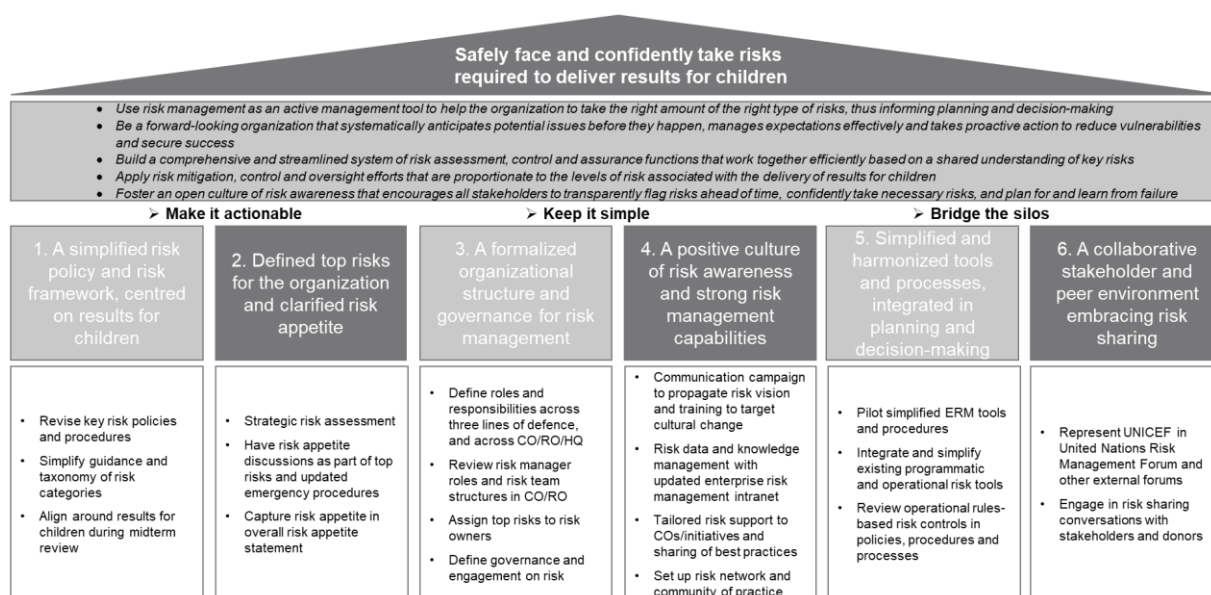 Safely face and confidently take risks
required to deliver results for children
• Use risk management as an active management tool to help the organization to take the right amount of the right type of risks, thus informing planning and decision-making
• Be a forward-looking organization that systematically anticipates potential issues before they happen, manages expectations effectively and takes proactive action to reduce vulnerabilities
and secure success
• Build a comprehensive and streamlined system of risk assessment, control and assurance functions that work together efficiently based on a shared understanding of key risks
• Apply risk mitigation, control and oversight efforts that are proportionate to the levels of risk associated with the delivery of results for children
• Foster an open culture of risk awareness that encourages all stakeholders to transparently flag risks ahead of time, confidently take necessary risks, and plan for and learn from failure
➢ Make it actionable
➢ Keep it simple
➢ Bridge the silos
1. A simplified risk
policy and risk
framework, centred
on results for
children
2. Defined top risks
for the organization
and clarified risk
appetite
3. A formalized
organizational
structure and
governance for risk
management
4. A positive culture
of risk awareness
and strong risk
management
capabilities
5. Simplified and
harmonized tools
and processes,
integrated in
planning and
decision-making
6. A collaborative
stakeholder and
peer environment
embracing risk
sharing
• Revise key risk policies
and procedures
• Simplify guidance and
taxonomy of risk
categories
• Align around results for
children during midterm
review
• Strategic risk assessment
• Have risk appetite
discussions as part of top
risks and updated
emergency procedures
• Capture risk appetite in
overall risk appetite
statement
• Define roles and
responsibilities across
three lines of defence,
and across CO/RO/HQ
• Review risk manager
roles and risk team
structures in CO/RO
• Assign top risks to risk
owners
• Define governance and
engagement on risk
• Communication campaign
to propagate risk vision
and training to target
cultural change
• Risk data and knowledge
management with
updated enterprise risk
management intranet
• Tailored risk support to
COs/initiatives and
sharing of best practices
• Set up risk network and
community of practice
• Pilot simplified ERM tools
and procedures
• Integrate and simplify
existing programmatic
and operational risk tools
• Review operational rules-
based risk controls in
policies, procedures and
processes
• Represent UNICEF in
United Nations Risk
Management Forum and
other external forums
• Engage in risk sharing
conversations with
stakeholders and donors